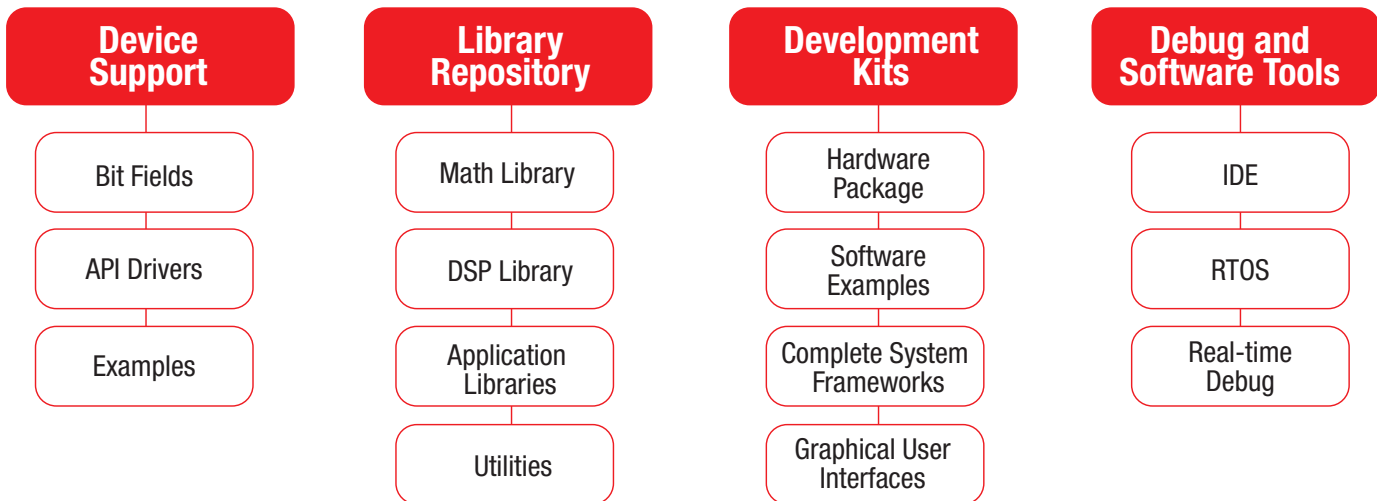 Device
Support
Bit Fields
API Drivers
Examples
Library
Repository
Math Library
DSP Library
Application
Libraries
Utilities
Development
Kits
Hardware
Package
Software
Examples
Complete System
Frameworks
Graphical User
Interfaces
Debug and
Software Tools
IDE
RTOS
Real-time
Debug